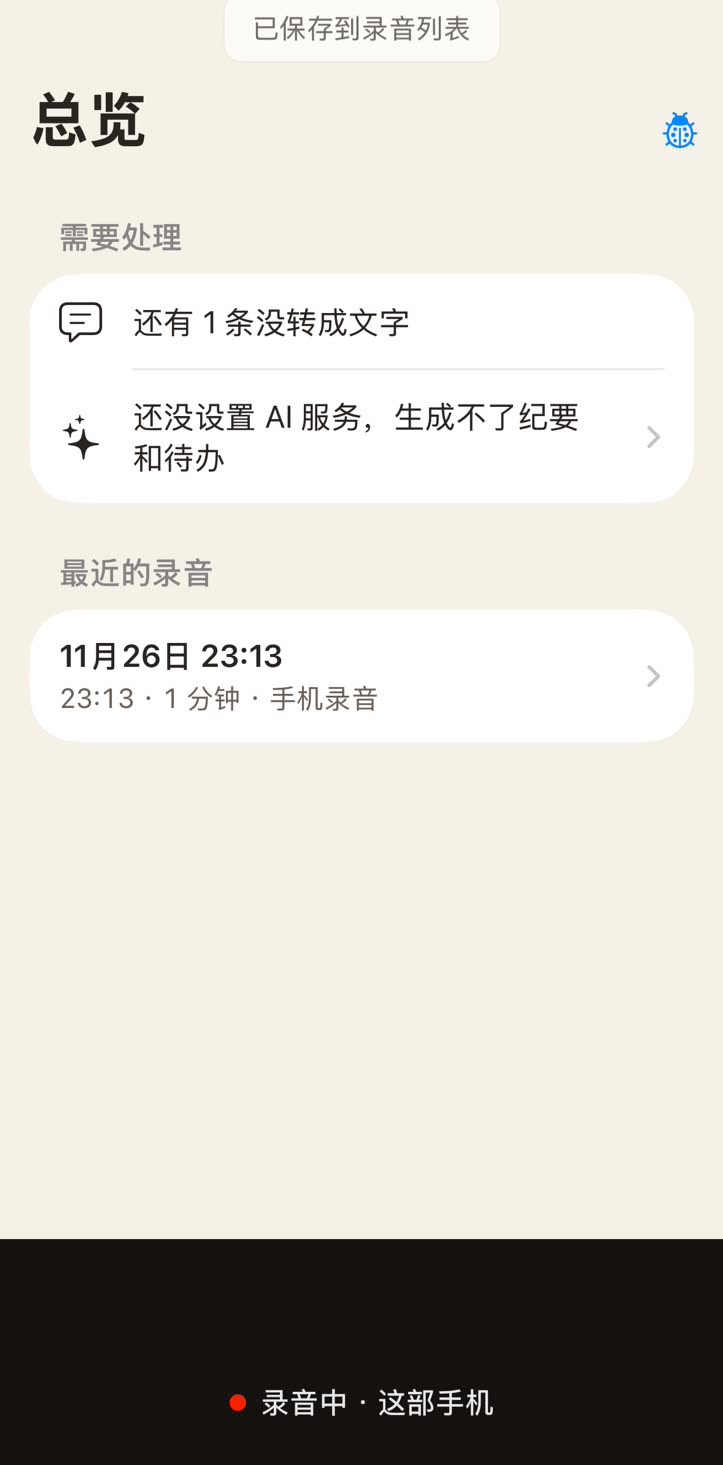 已保存到录音列表
总览
需要处理
还有 1 条没转成文字
还没设置 AI 服务，生成不了纪要
和待办
最近的录音
11月26日 23:13
23:13 · 1 分钟 · 手机录音
录音中 · 这部手机